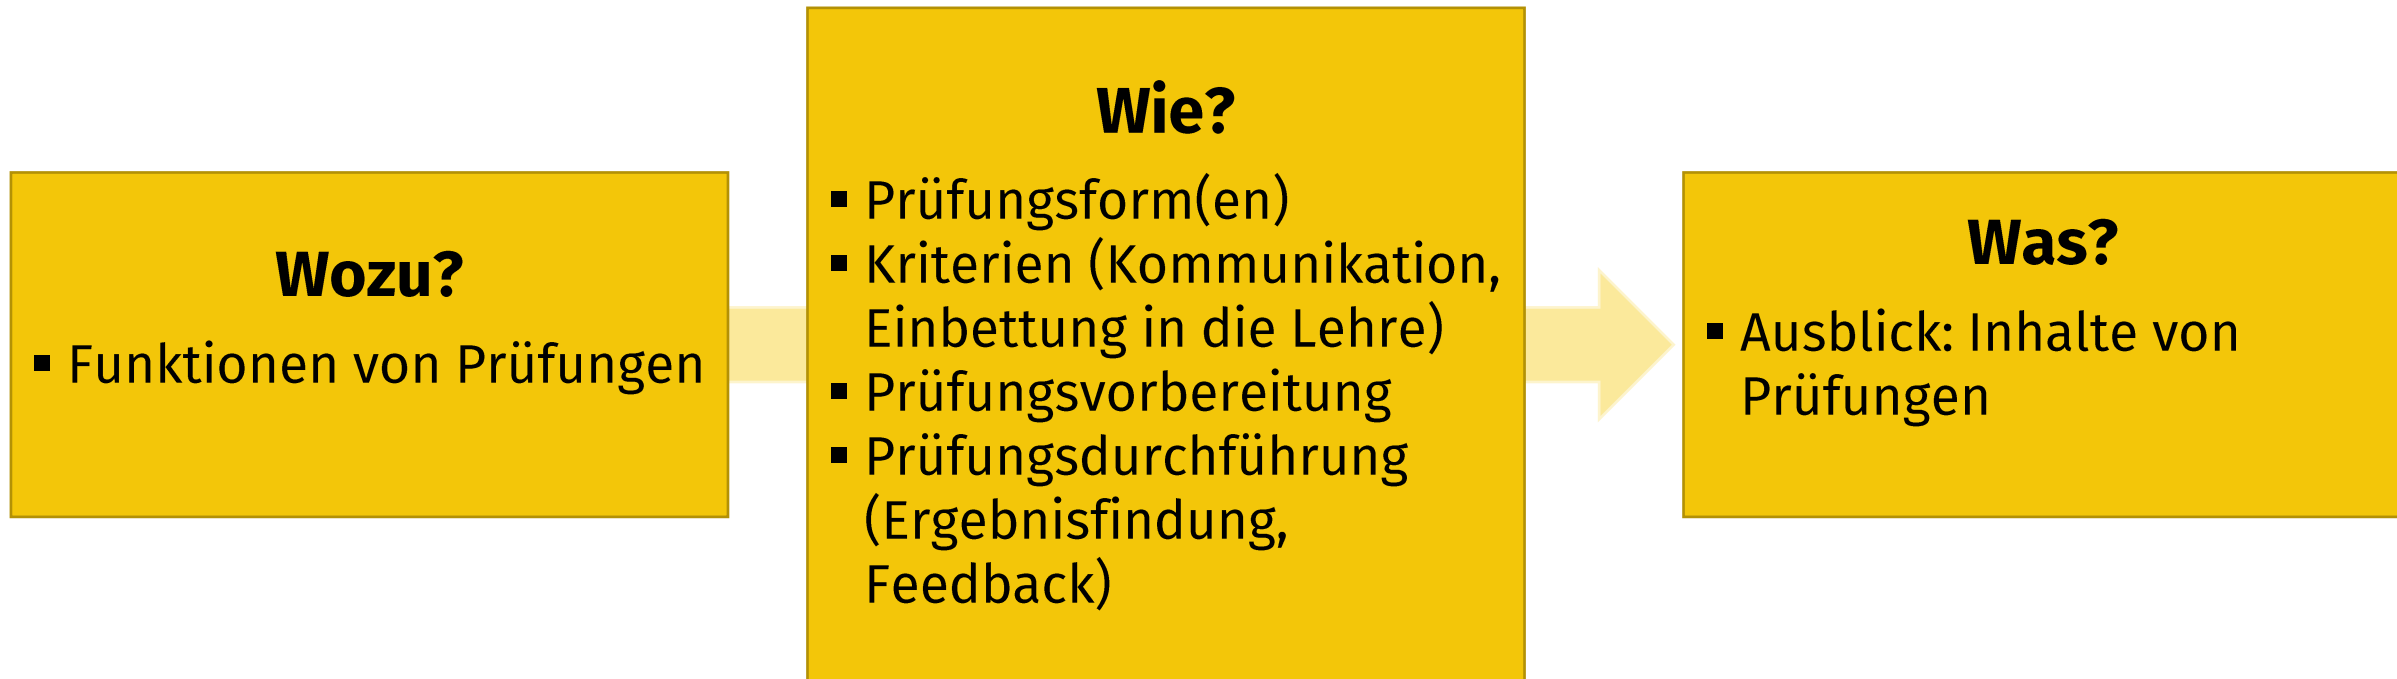 Wozu?
▪ Funktionen von Prüfungen
Wie?
▪ Prüfungsform(en)
▪ Kriterien (Kommunikation,
Einbettung in die Lehre)
▪ Prüfungsvorbereitung
▪ Prüfungsdurchführung
(Ergebnisfindung,
Feedback)
Was?
▪ Ausblick: Inhalte von
Prüfungen